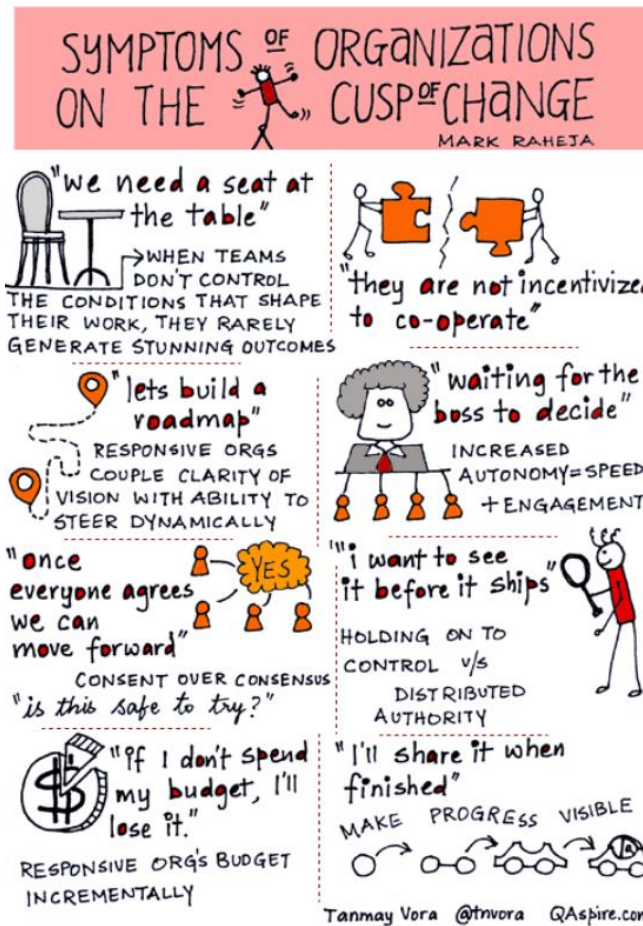 SYMPTOMS OF ORGANIZATIONS
ON THE CUSP OF CHANGE
MARK RAHEJA
"we need a seat at
the table"
WHEN TEAMS
DON'T CONTROL
THE CONDITIONS THAT SHAPE
THEIR WORK, THEY RARELY
GENERATE STUNNING OUTCOMES
"they are not incentivized
to co-operate"
"lets build a
roadmap"
RESPONSIVE ORGS
COUPLE CLARITY OF
VISION WITH ABILITY TO
STEER DYNAMICALLY
"waiting for the
boss to decide"
INCREASED
AUTONOMY = SPEED
+ ENGAGEMENT
"once
everyone agrees
we can
move forward"
YES
CONSENT OVER CONSENSUS
"is this safe to try?"
"i want to see
it before it ships"
HOLDING ON TO
CONTROL v/s
DISTRIBUTED
AUTHORITY
$
"if I don't spend
my budget, I'll
lose it."
RESPONSIVE ORG'S BUDGET
INCREMENTALLY
"I'll share it when
finished"
MAKE PROGRESS VISIBLE
Tanmay Vora @tnvora QAspire.com